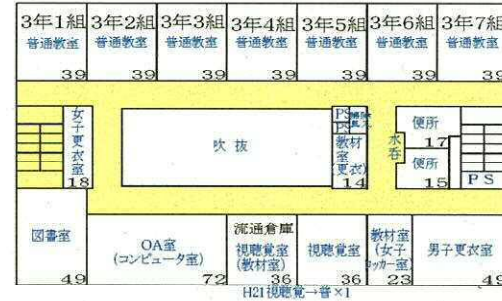 3年1組 3年2組 3年3組 3年4組 3年5組 3年6組 3年7組
普通教室 普通教室 普通教室 普通教室 普通教室 普通教室 普通教室
39 39 39 39 39 39 39
女子更衣室
18
吹抜
PS
PS
教材室(更衣)
14
水呑
便所
17
便所
15
PS
図書室
49
OA室
(コンピュータ室)
72
流通倉庫
視聴覚室
(教材室)
36
視聴覚室
36
教材室
(女子
ロッカー室)
23
男子更衣室
49
H21視聴覚→普×1